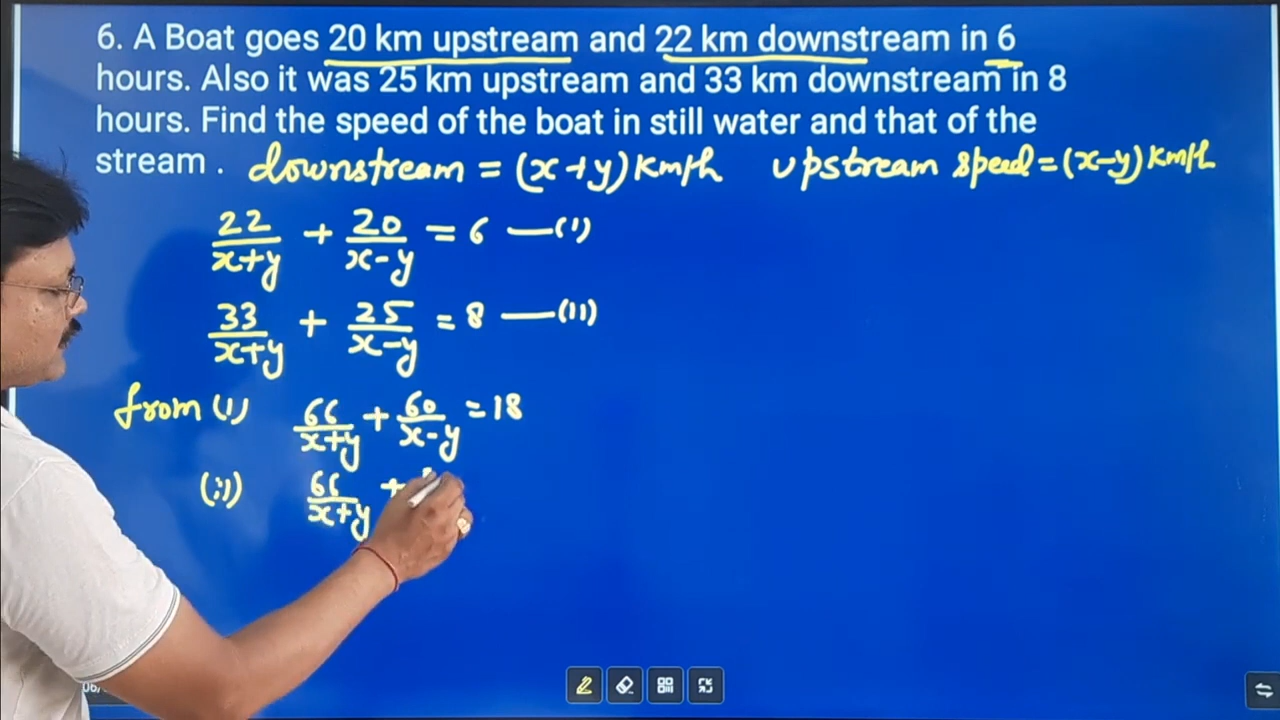 6. A Boat goes 20 km upstream and 22 km downstream in 6
hours. Also it was 25 km upstream and 33 km downstream in 8
hours. Find the speed of the boat in still water and that of the
stream . downstream = (x+y) Km/h upstream speed = (x-y) Km/h
22/(x+y) + 20/(x-y) = 6 —(1)
33/(x+y) + 25/(x-y) = 8 —(11)
from (1) 66/(x+y) + 60/(x-y) = 18
(ii) 66/(x+y) +